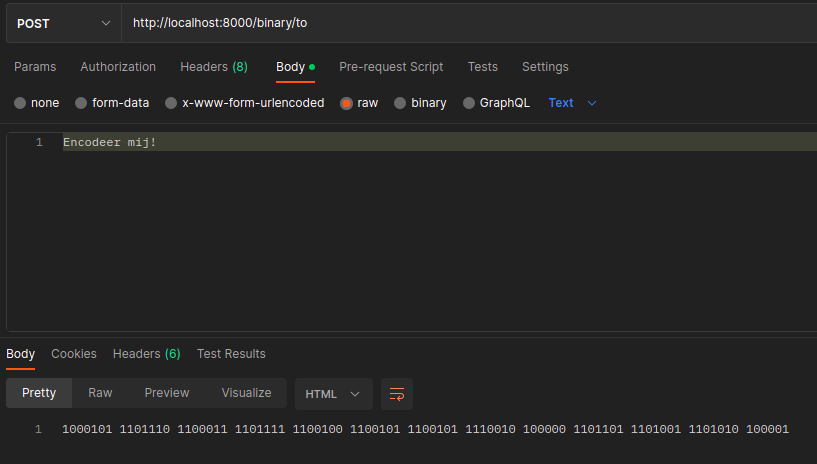 POST http://localhost:8000/binary/to
Params Authorization Headers (8) Body Pre-request Script Tests Settings
none form-data x-www-form-urlencoded raw binary GraphQL Text
1 Encodeer mij!
Body Cookies Headers (6) Test Results
Pretty Raw Preview Visualize HTML
1 1000101 1101110 1100011 1101111 1100100 1100101 1100101 1110010 100000 1101101 1101001 1101010 100001